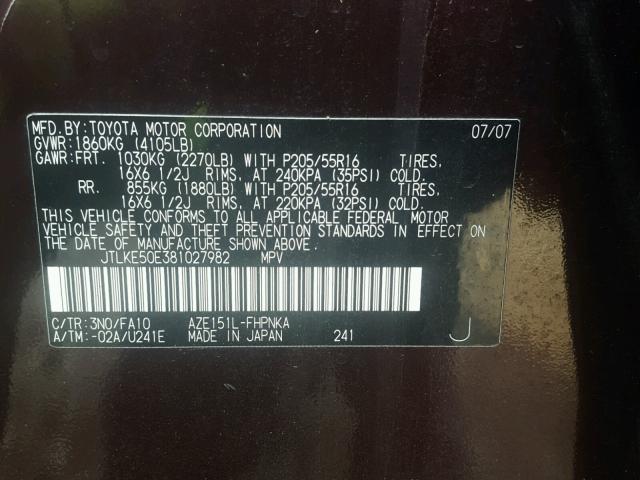 MFD.BY:TOYOTA MOTOR CORPORATION 07/07
GVWR:1860KG (4105LB)
GAWR:FRT. 1030KG (2270LB) WITH P205/55R16 TIRES,
16X6 1/2J RIMS, AT 240KPA (35PSI) COLD.
RR. 855KG (1880LB) WITH P205/55R16 TIRES,
16X6 1/2J RIMS, AT 220KPA (32PSI) COLD.
THIS VEHICLE CONFORMS TO ALL APPLICABLE FEDERAL MOTOR
VEHICLE SAFETY AND THEFT PREVENTION STANDARDS IN EFFECT ON
THE DATE OF MANUFACTURE SHOWN ABOVE.
JTLKE50E381027982 MPV
C/TR:3N0/FA10 AZE151L-FHPNKA
A/TM:-02A/U241E MADE IN JAPAN 241 J